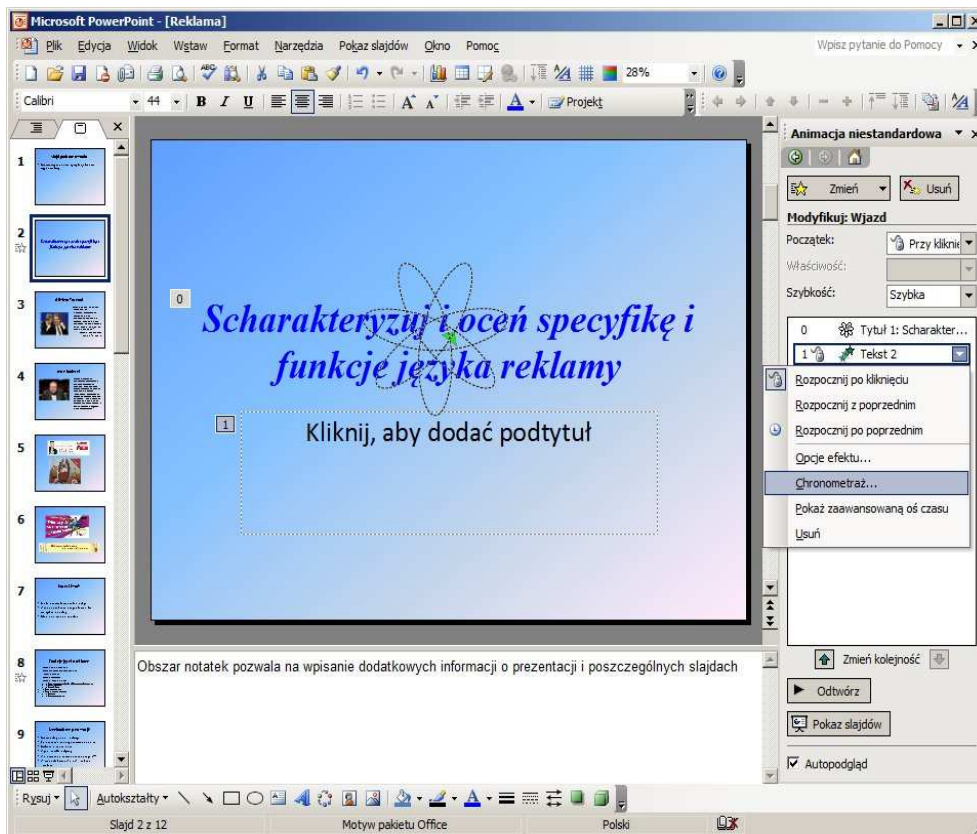 Microsoft PowerPoint - [Reklama]
Plik Edycja Widok Wstaw Format Narzędzia Pokaz slajdów Okno Pomoc Wpisz pytanie do Pomocy
28%
Calibri 44 B I U A A A Projekt
1
2
3
4
5
6
7
8
9
0
Scharakteryzuj i oceń specyfikę i
funkcje języka reklamy
1
Kliknij, aby dodać podtytuł
Obszar notatek pozwala na wpisanie dodatkowych informacji o prezentacji i poszczególnych slajdach
Animacja niestandardowa
Zmień Usuń
Modyfikuj: Wjazd
Początek: Przy kliknię
Właściwość:
Szybkość: Szybka
0 Tytuł 1: Scharakter...
1 Tekst 2
Rozpocznij po kliknięciu
Rozpocznij z poprzednim
Rozpocznij po poprzednim
Opcje efektu...
Chronometraż...
Pokaż zaawansowaną oś czasu
Usuń
Zmień kolejność
Odtwórz
Pokaz slajdów
Autopodgląd
Rysuj Autokształty
Slajd 2 z 12 Motyw pakietu Office Polski